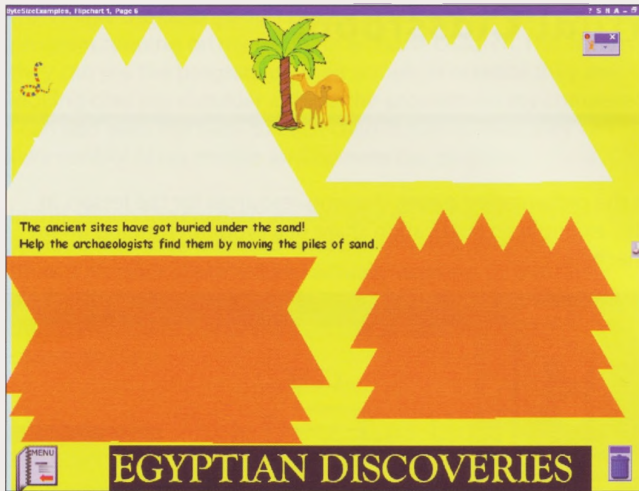 ByteSizeExamples, Flipchart 1, Page 6
? S R A
The ancient sites have got buried under the sand!
Help the archaeologists find them by moving the piles of sand.
MENU
EGYPTIAN DISCOVERIES